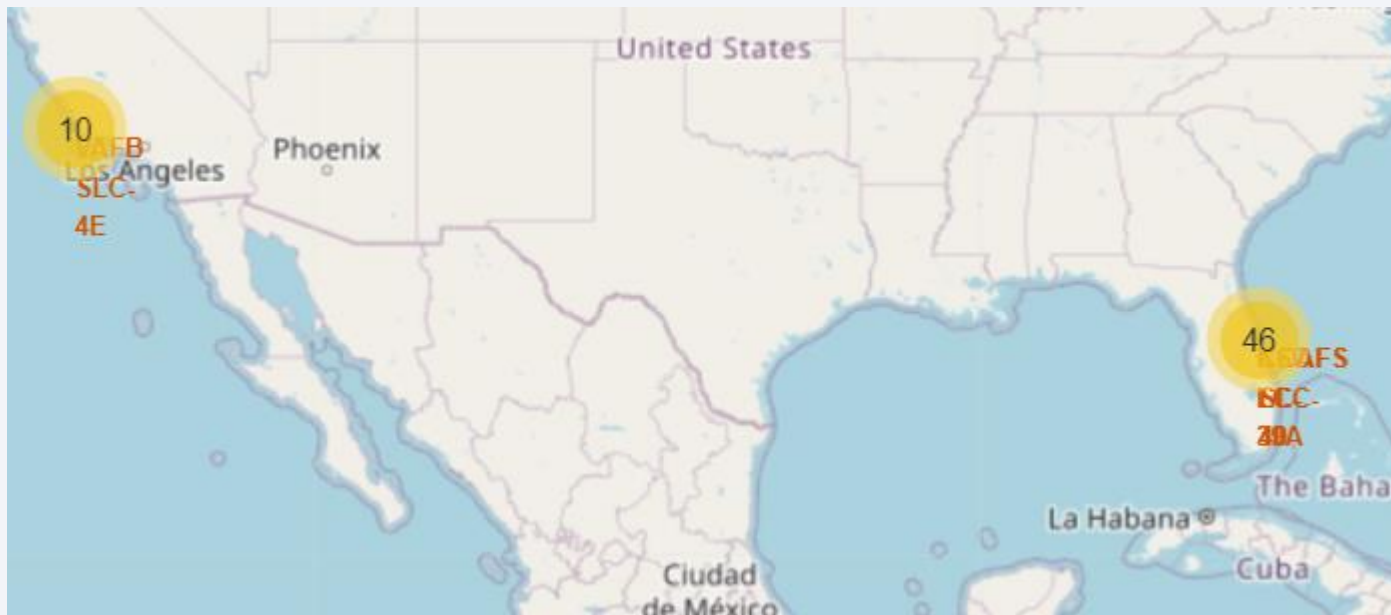 United States
10
VAFB
Phoenix
Los Angeles
SLC-
4E
46
La Habana
The Baha
Cuba
Ciudad
de México